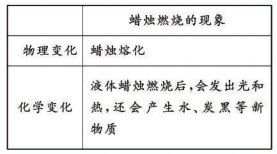 蜡烛燃烧的现象
物理变化 蜡烛熔化
化学变化 液体蜡烛燃烧后,会发出光和
热,还会产生水、炭黑等新
物质